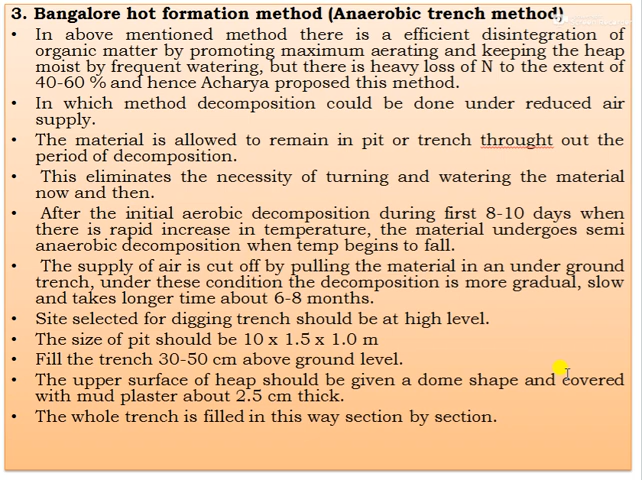 3. Bangalore hot formation method (Anaerobic trench method)
• In above mentioned method there is a efficient disintegration of
organic matter by promoting maximum aerating and keeping the heap
moist by frequent watering, but there is heavy loss of N to the extent of
40-60 % and hence Acharya proposed this method.
• In which method decomposition could be done under reduced air
supply.
• The material is allowed to remain in pit or trench throught out the
period of decomposition.
• This eliminates the necessity of turning and watering the material
now and then.
• After the initial aerobic decomposition during first 8-10 days when
there is rapid increase in temperature, the material undergoes semi
anaerobic decomposition when temp begins to fall.
• The supply of air is cut off by pulling the material in an under ground
trench, under these condition the decomposition is more gradual, slow
and takes longer time about 6-8 months.
• Site selected for digging trench should be at high level.
• The size of pit should be 10 x 1.5 x 1.0 m
• Fill the trench 30-50 cm above ground level.
• The upper surface of heap should be given a dome shape and covered
with mud plaster about 2.5 cm thick.
• The whole trench is filled in this way section by section.